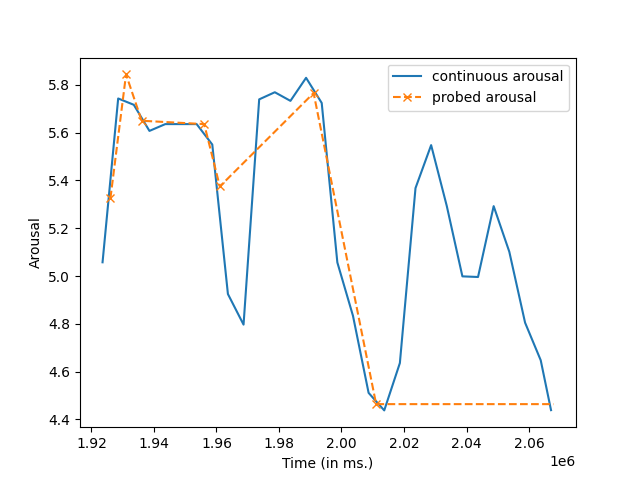 continuous arousal
probed arousal
5.8
5.6
5.4
5.2
5.0
4.8
4.6
4.4
Arousal
1.92 1.94 1.96 1.98 2.00 2.02 2.04 2.06
Time (in ms.)
1e6